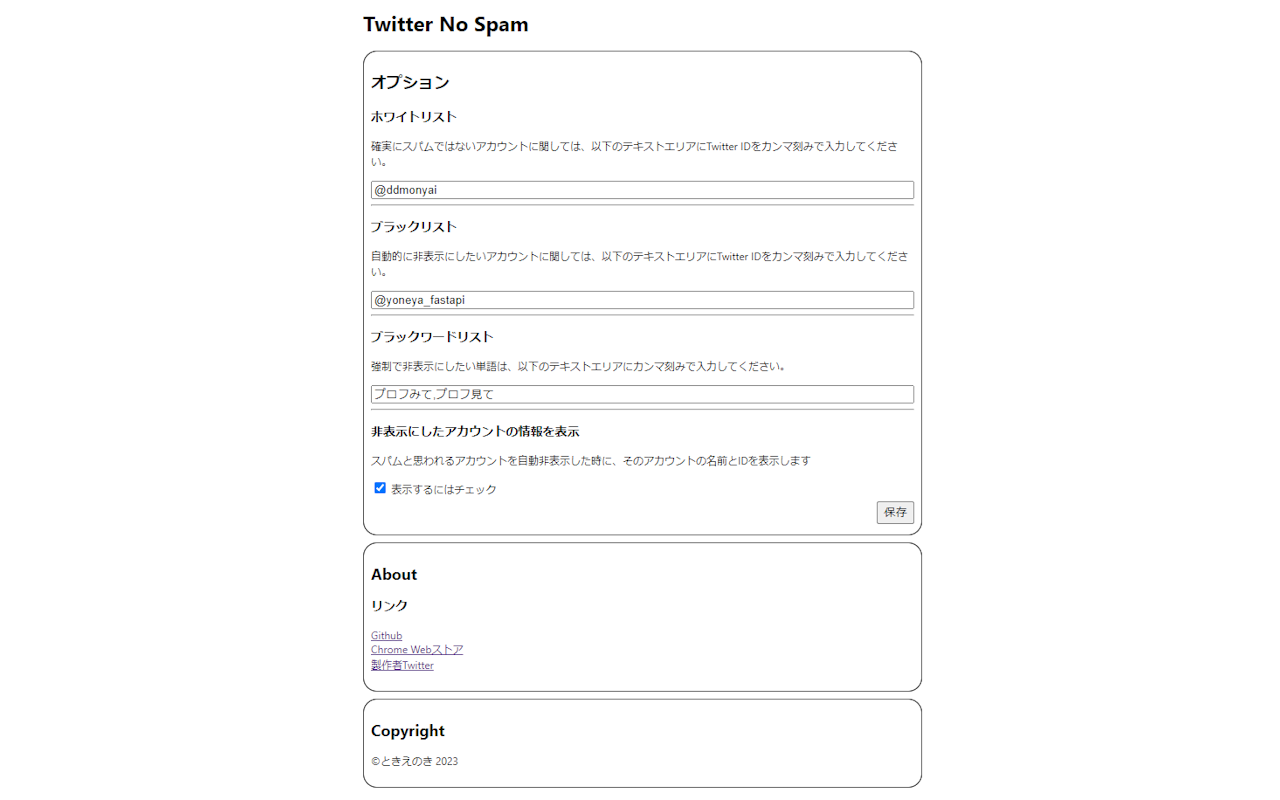 Twitter No Spam
オプション
ホワイトリスト
確実にスパムではないアカウントに関しては、以下のテキストエリアにTwitter IDをカンマ刻みで入力してくださ
い。
@ddmonyai
ブラックリスト
自動的に非表示にしたいアカウントに関しては、以下のテキストエリアにTwitter IDをカンマ刻みで入力してくださ
い。
@yoneya_fastapi
ブラックワードリスト
強制で非表示にしたい単語は、以下のテキストエリアにカンマ刻みで入力してください。
プロフみて,プロフ見て
非表示にしたアカウントの情報を表示
スパムと思われるアカウントを自動非表示した時に、そのアカウントの名前とIDを表示します
表示するにはチェック
保存
About
リンク
Github
Chrome Webストア
製作者Twitter
Copyright
©ときえのき 2023